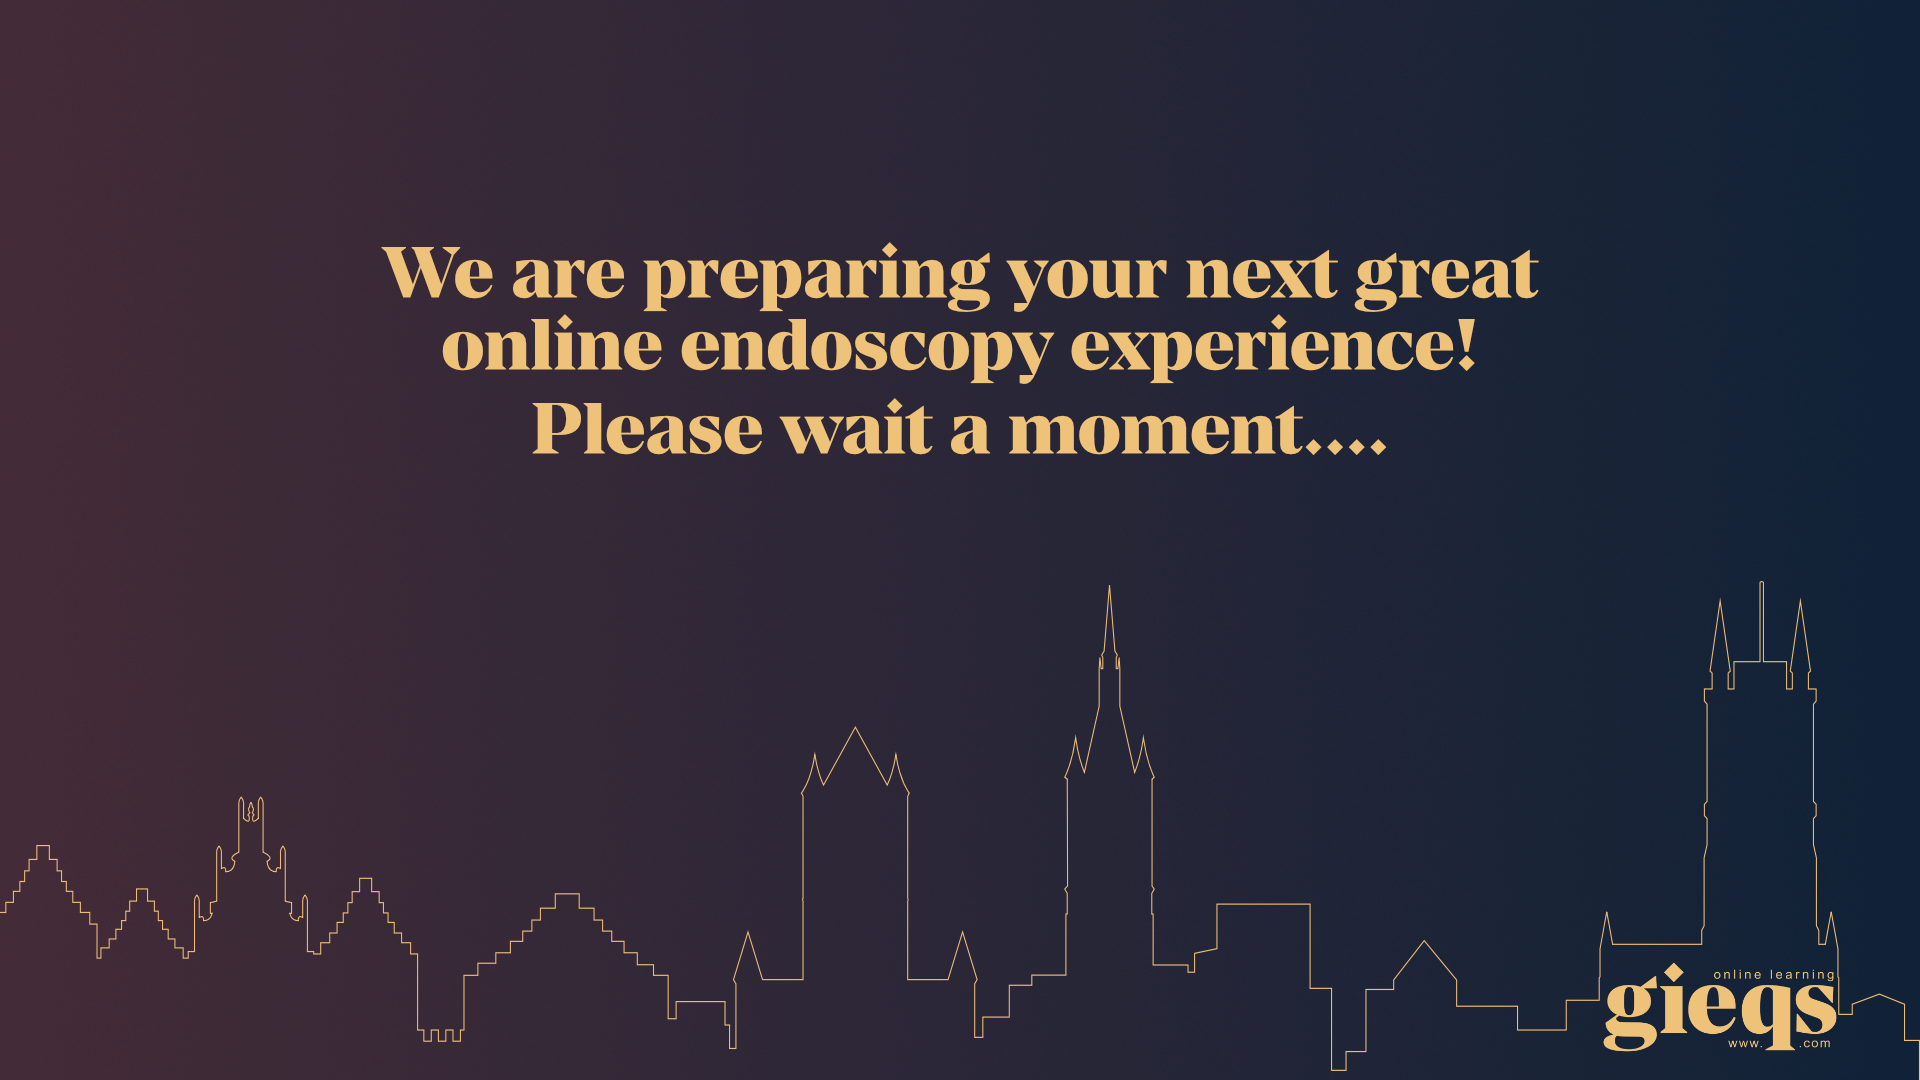 We are preparing your next great
online endoscopy experience!
Please wait a moment....
online learning
gieqs
www. .com